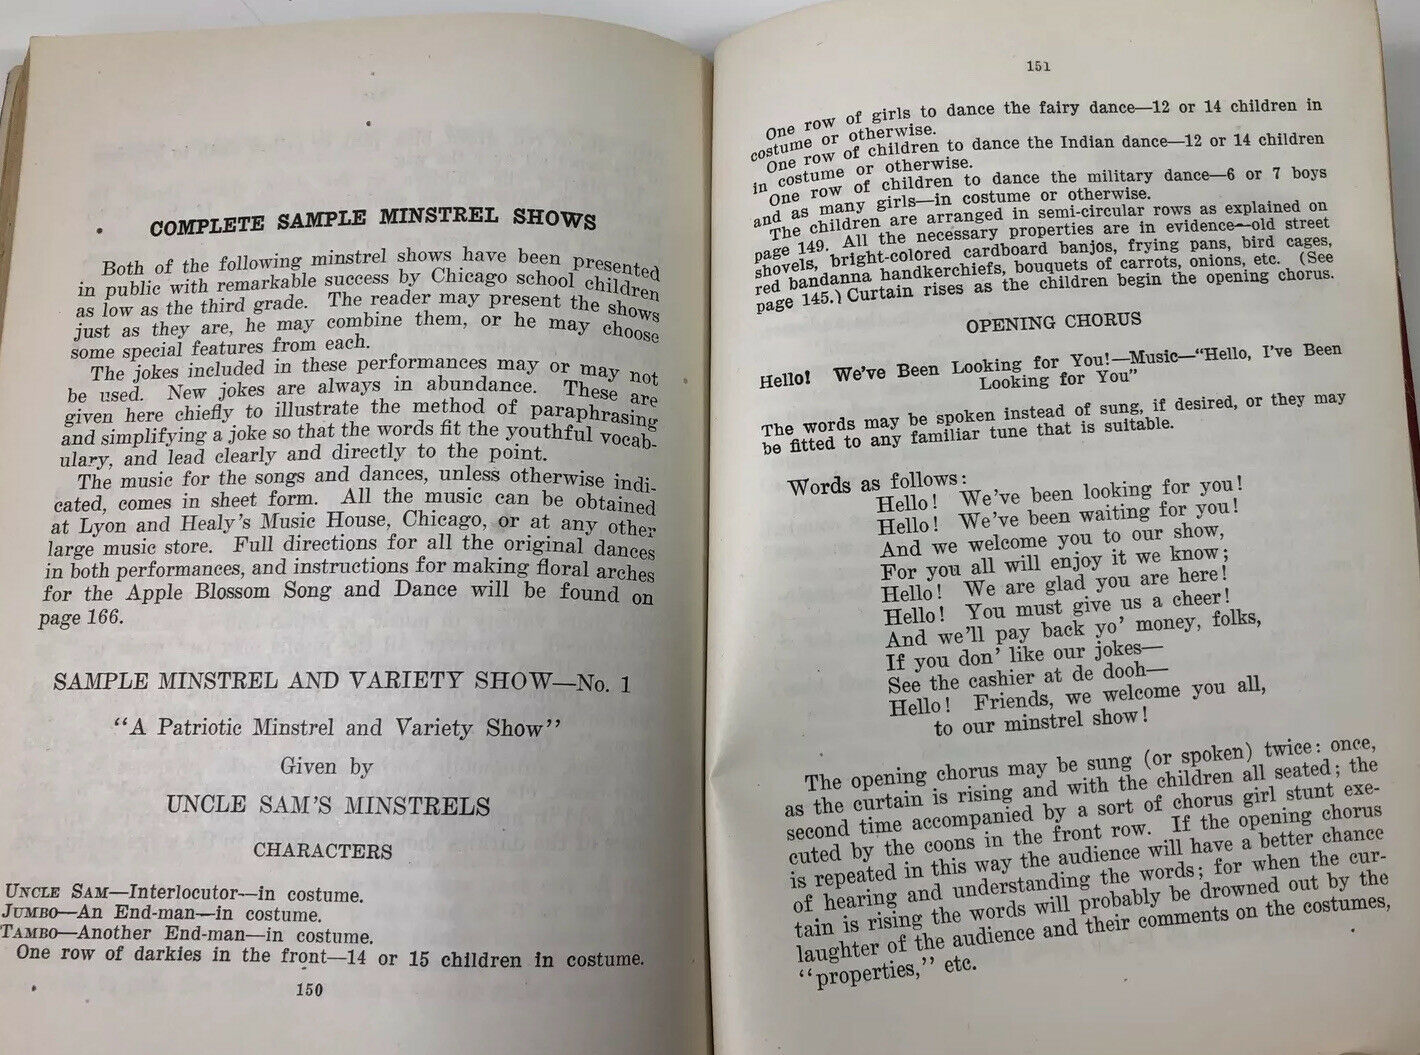 COMPLETE SAMPLE MINSTREL SHOWS
Both of the following minstrel shows have been presented
in public with remarkable success by Chicago school children
as low as the third grade. The reader may present the shows
just as they are, he may combine them, or he may choose
some special features from each.
The jokes included in these performances may or may not
be used. New jokes are always in abundance. These are
given here chiefly to illustrate the method of paraphrasing
and simplifying a joke so that the words fit the youthful vocab-
ulary, and lead clearly and directly to the point.
The music for the songs and dances, unless otherwise indi-
cated, comes in sheet form. All the music can be obtained
at Lyon and Healy's Music House, Chicago, or at any other
large music store. Full directions for all the original dances
in both performances, and instructions for making floral arches
for the Apple Blossom Song and Dance will be found on
page 166.
SAMPLE MINSTREL AND VARIETY SHOW—No. 1
"A Patriotic Minstrel and Variety Show"
Given by
UNCLE SAM'S MINSTRELS
CHARACTERS
UNCLE SAM—Interlocutor—in costume.
JUMBO—An End-man—in costume.
TAMBO—Another End-man—in costume.
One row of darkies in the front—14 or 15 children in costume.
150
151
One row of girls to dance the fairy dance—12 or 14 children in
costume or otherwise.
One row of children to dance the Indian dance—12 or 14 children
in costume or otherwise.
One row of children to dance the military dance—6 or 7 boys
and as many girls—in costume or otherwise.
The children are arranged in semi-circular rows as explained on
page 149. All the necessary properties are in evidence—old street
shovels, bright-colored cardboard banjos, frying pans, bird cages,
red bandanna handkerchiefs, bouquets of carrots, onions, etc. (See
page 145.) Curtain rises as the children begin the opening chorus.
OPENING CHORUS
Hello! We've Been Looking for You!—Music—"Hello, I've Been
Looking for You"
The words may be spoken instead of sung, if desired, or they may
be fitted to any familiar tune that is suitable.
Words as follows:
Hello! We've been looking for you!
Hello! We've been waiting for you!
And we welcome you to our show,
For you all will enjoy it we know;
Hello! We are glad you are here!
Hello! You must give us a cheer!
And we'll pay back yo' money, folks,
If you don' like our jokes—
See the cashier at de dooh—
Hello! Friends, we welcome you all,
to our minstrel show!
The opening chorus may be sung (or spoken) twice: once,
as the curtain is rising and with the children all seated; the
second time accompanied by a sort of chorus girl stunt exe-
cuted by the coons in the front row. If the opening chorus
is repeated in this way the audience will have a better chance
of hearing and understanding the words; for when the cur-
tain is rising the words will probably be drowned out by the
laughter of the audience and their comments on the costumes,
"properties," etc.